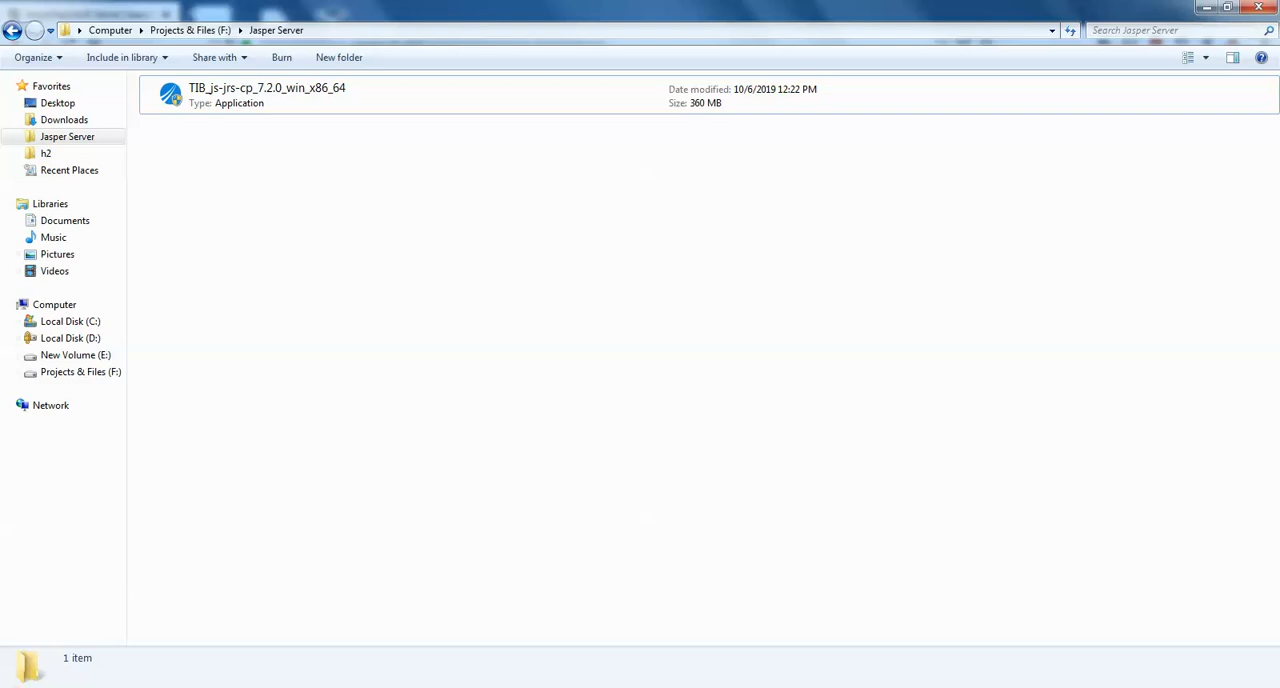 Computer Projects & Files (F:) Jasper Server
Search Jasper Server
Organize Include in library Share with Burn New folder
Favorites
Desktop
Downloads
Jasper Server
h2
Recent Places
Libraries
Documents
Music
Pictures
Videos
Computer
Local Disk (C:)
Local Disk (D:)
New Volume (E:)
Projects & Files (F:)
Network
TIB_js-jrs-cp_7.2.0_win_x86_64
Type: Application
Date modified: 10/6/2019 12:22 PM
Size: 360 MB
1 item